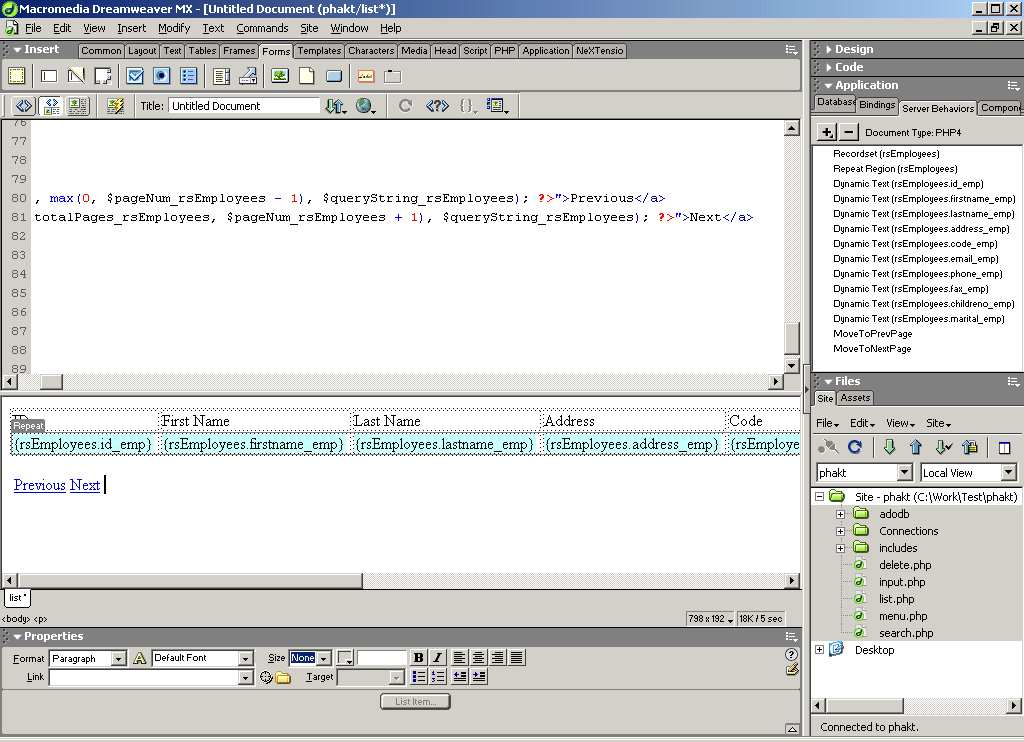 Macromedia Dreamweaver MX - [Untitled Document (phakt/list*)]
File Edit View Insert Modify Text Commands Site Window Help
Insert Common Layout Text Tables Frames Forms Templates Characters Media Head Script PHP Application NeXTensio
Title: Untitled Document
76
77
78
79
80 , max(0, $pageNum_rsEmployees - 1), $queryString_rsEmployees); ?>">Previous</a>
81 totalPages_rsEmployees, $pageNum_rsEmployees + 1), $queryString_rsEmployees); ?>">Next</a>
82
83
84
85
86
87
88
89
ID First Name Last Name Address Code
Repeat
{rsEmployees.id_emp} {rsEmployees.firstname_emp} {rsEmployees.lastname_emp} {rsEmployees.address_emp} {rsEmploye
Previous Next
list*
<body> <p> 798 x 192 18K / 5 sec
Properties
Format Paragraph Default Font Size None B I
Link Target
List Item...
Design
Code
Application
Databas Bindings Server Behaviors Compon
Document Type: PHP4
Recordset (rsEmployees)
Repeat Region (rsEmployees)
Dynamic Text (rsEmployees.id_emp)
Dynamic Text (rsEmployees.firstname_emp)
Dynamic Text (rsEmployees.lastname_emp)
Dynamic Text (rsEmployees.address_emp)
Dynamic Text (rsEmployees.code_emp)
Dynamic Text (rsEmployees.email_emp)
Dynamic Text (rsEmployees.phone_emp)
Dynamic Text (rsEmployees.fax_emp)
Dynamic Text (rsEmployees.childreno_emp)
Dynamic Text (rsEmployees.marital_emp)
MoveToPrevPage
MoveToNextPage
Files
Site Assets
File Edit View Site
phakt Local View
Site - phakt (C:\Work\Test\phakt)
adodb
Connections
includes
delete.php
input.php
list.php
menu.php
search.php
Desktop
Connected to phakt.